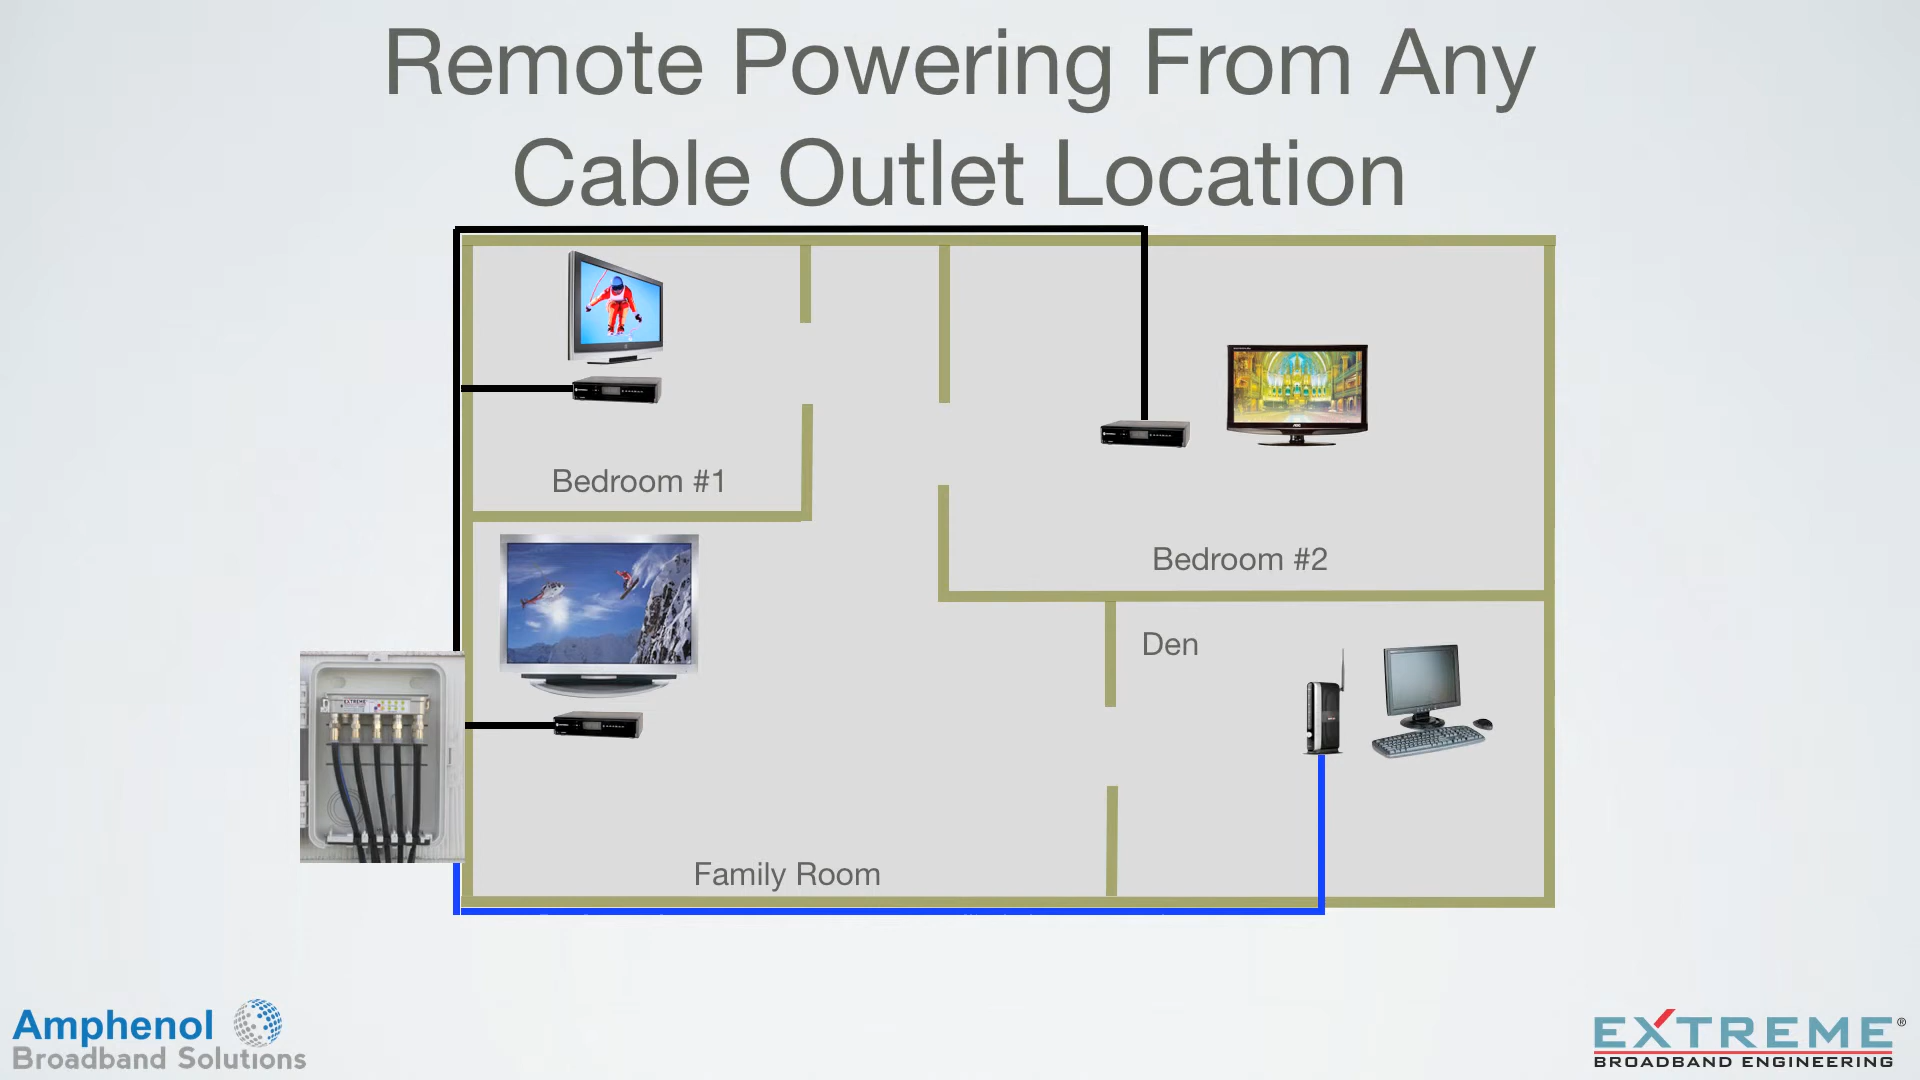 Remote Powering From Any
Cable Outlet Location
Bedroom #1
Bedroom #2
Den
EXTREME
Family Room
Amphenol
Broadband Solutions
EXTREME®
BROADBAND ENGINEERING